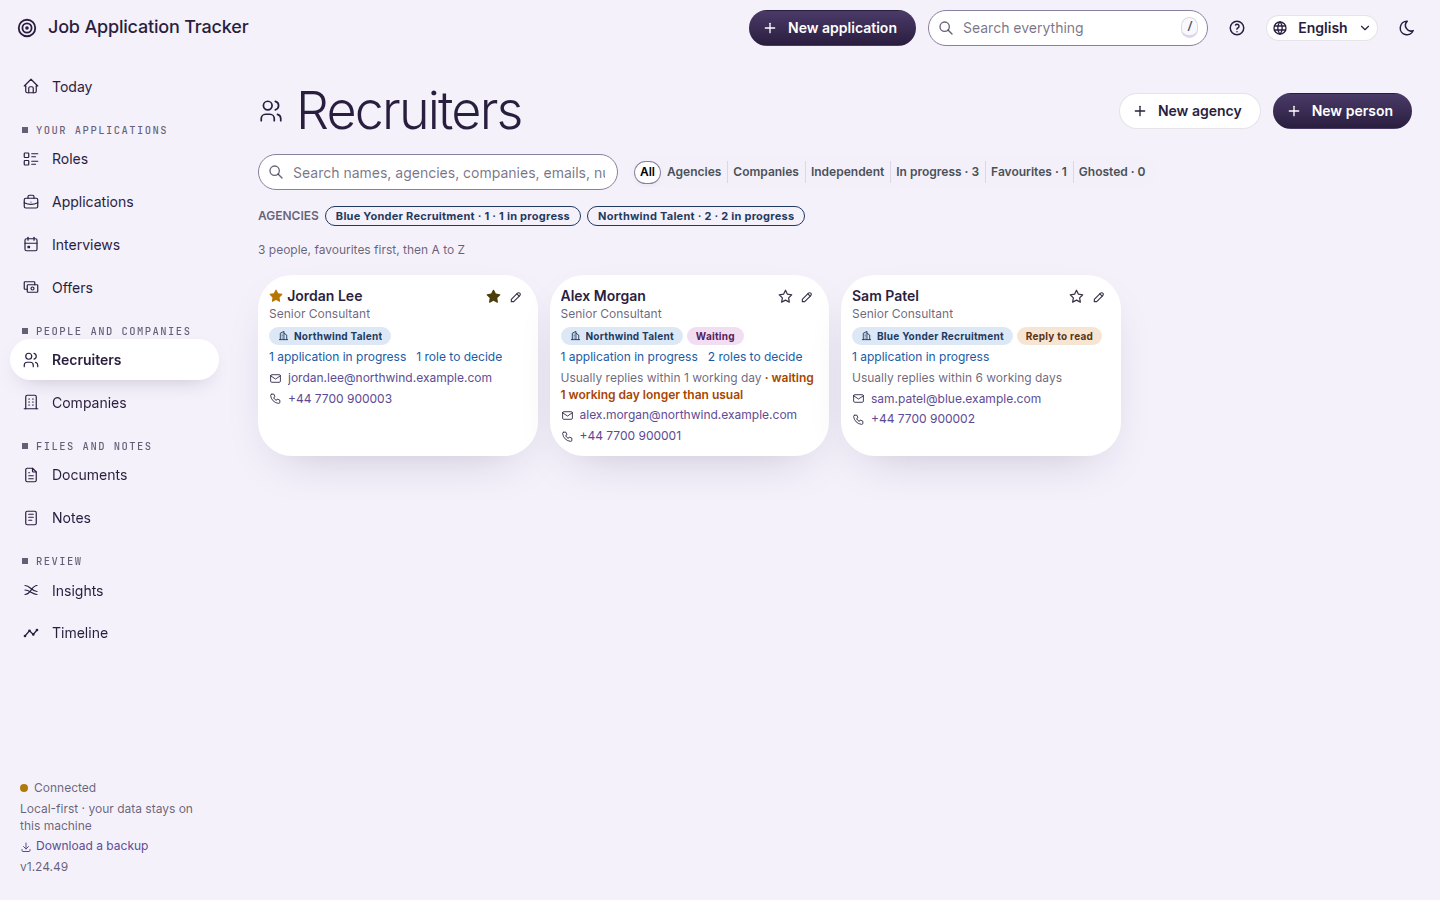 Job Application Tracker
New application
Search everything
/
English
Today
YOUR APPLICATIONS
Roles
Applications
Interviews
Offers
PEOPLE AND COMPANIES
Recruiters
Companies
FILES AND NOTES
Documents
Notes
REVIEW
Insights
Timeline
Connected
Local-first · your data stays on
this machine
Download a backup
v1.24.49
Recruiters
New agency
New person
Search names, agencies, companies, emails, nu
All
Agencies
Companies
Independent
In progress · 3
Favourites · 1
Ghosted · 0
AGENCIES
Blue Yonder Recruitment · 1 · 1 in progress
Northwind Talent · 2 · 2 in progress
3 people, favourites first, then A to Z
Jordan Lee
Senior Consultant
Northwind Talent
1 application in progress 1 role to decide
jordan.lee@northwind.example.com
+44 7700 900003
Alex Morgan
Senior Consultant
Northwind Talent Waiting
1 application in progress 2 roles to decide
Usually replies within 1 working day · waiting
1 working day longer than usual
alex.morgan@northwind.example.com
+44 7700 900001
Sam Patel
Senior Consultant
Blue Yonder Recruitment Reply to read
1 application in progress
Usually replies within 6 working days
sam.patel@blue.example.com
+44 7700 900002